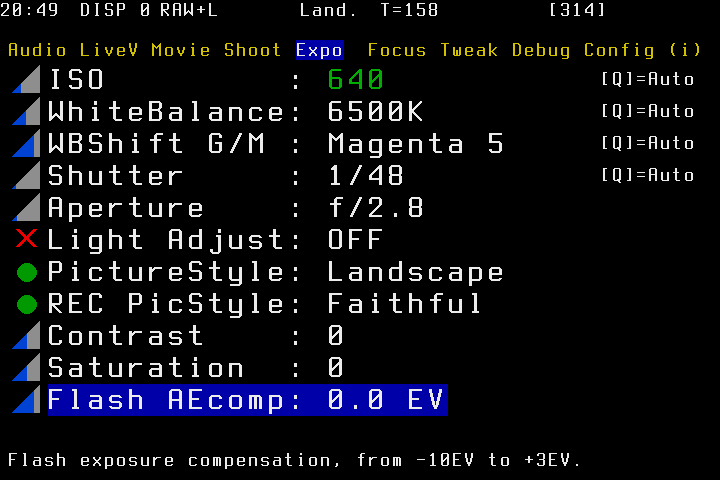 20:49 DISP 0 RAW+L Land. T=158 [314]
Audio LiveV Movie Shoot Expo Focus Tweak Debug Config (i)
ISO : 640 [Q]=Auto
WhiteBalance: 6500K [Q]=Auto
WBShift G/M : Magenta 5 [Q]=Auto
Shutter : 1/48 [Q]=Auto
Aperture : f/2.8
Light Adjust: OFF
PictureStyle: Landscape
REC PicStyle: Faithful
Contrast : 0
Saturation : 0
Flash AEcomp: 0.0 EV
Flash exposure compensation, from -10EV to +3EV.